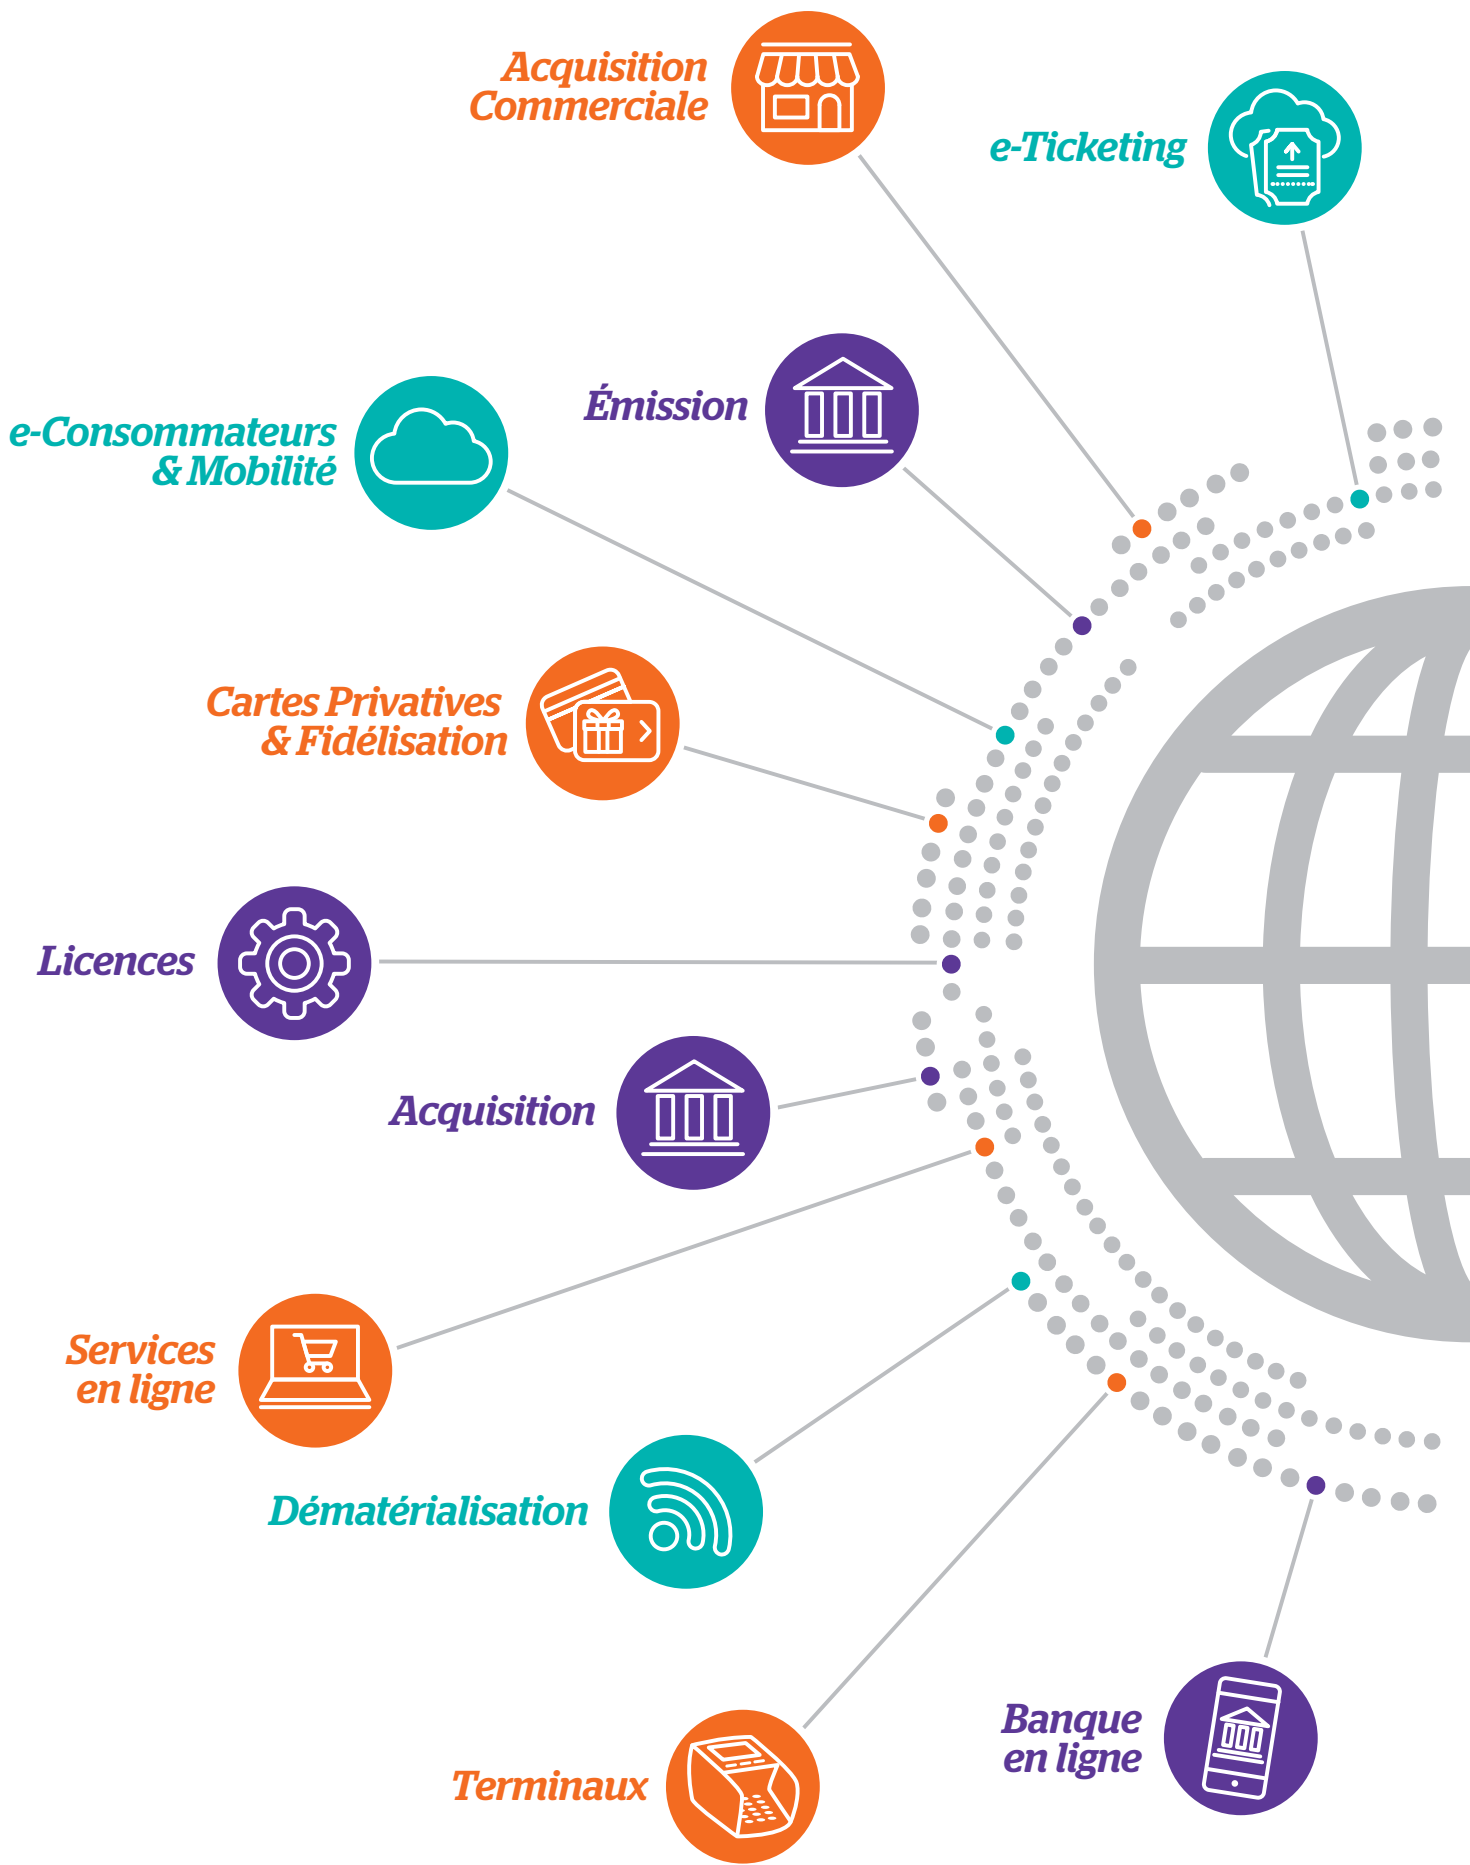 Acquisition
Commerciale
e-Ticketing
Émission
e-Consommateurs
& Mobilité
Cartes Privatives
& Fidélisation
Licences
Acquisition
Services
en ligne
Dématérialisation
Banque
en ligne
Terminaux